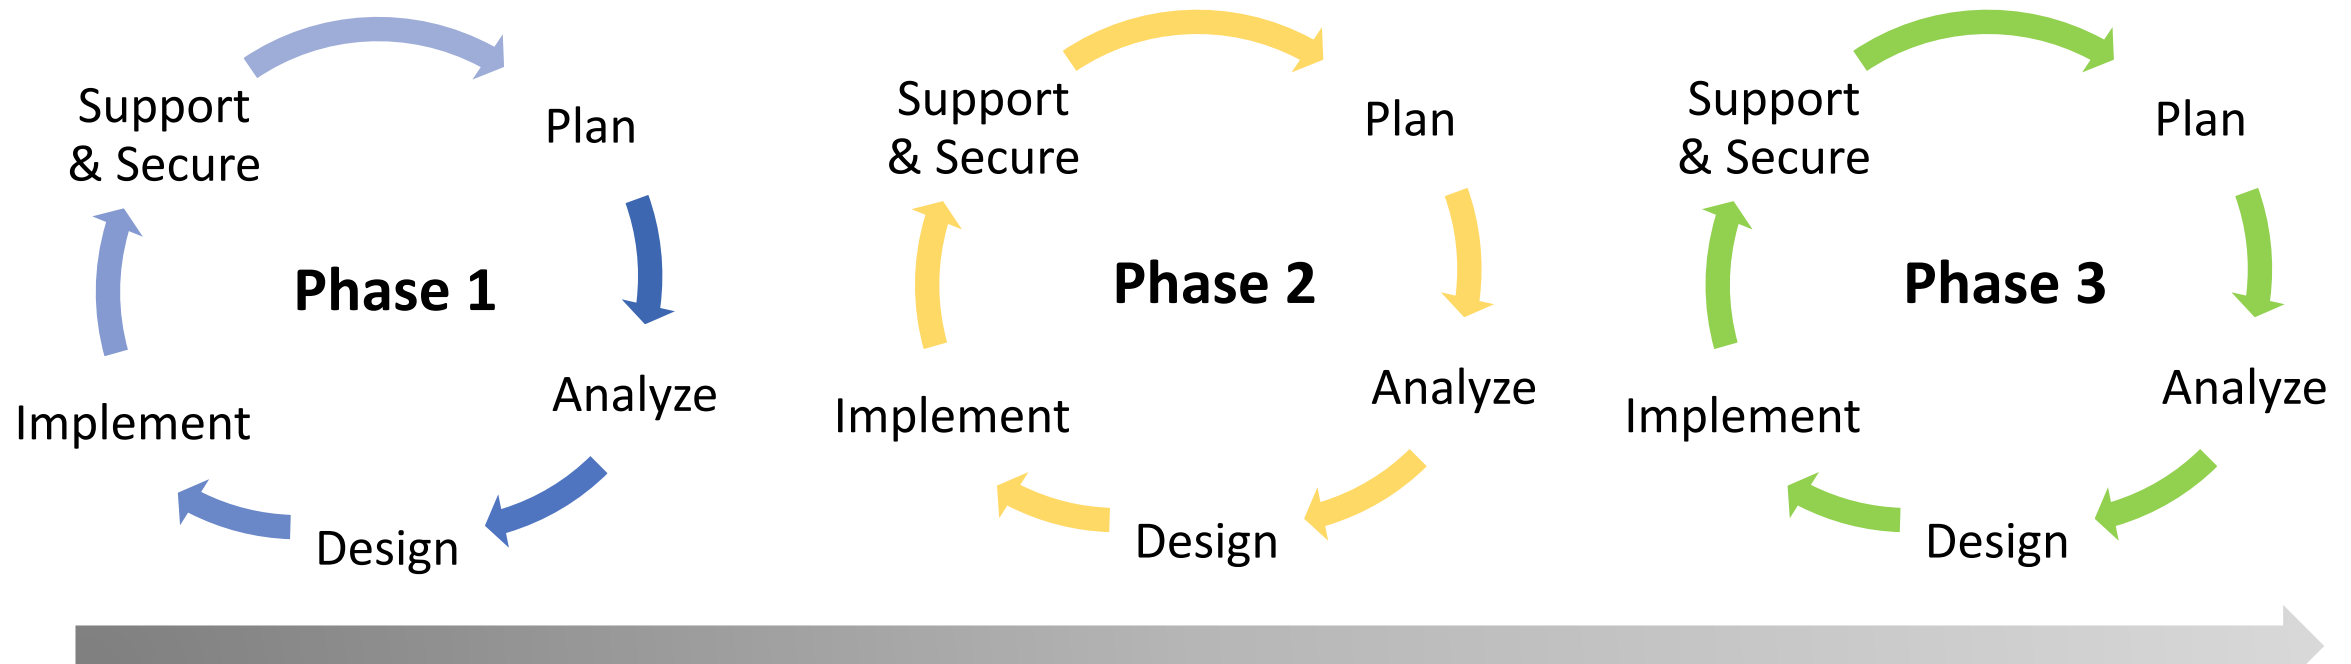 Support
& Secure
Plan
Phase 1
Analyze
Implement
Design
Support
& Secure
Plan
Phase 2
Analyze
Implement
Design
Support
& Secure
Plan
Phase 3
Analyze
Implement
Design